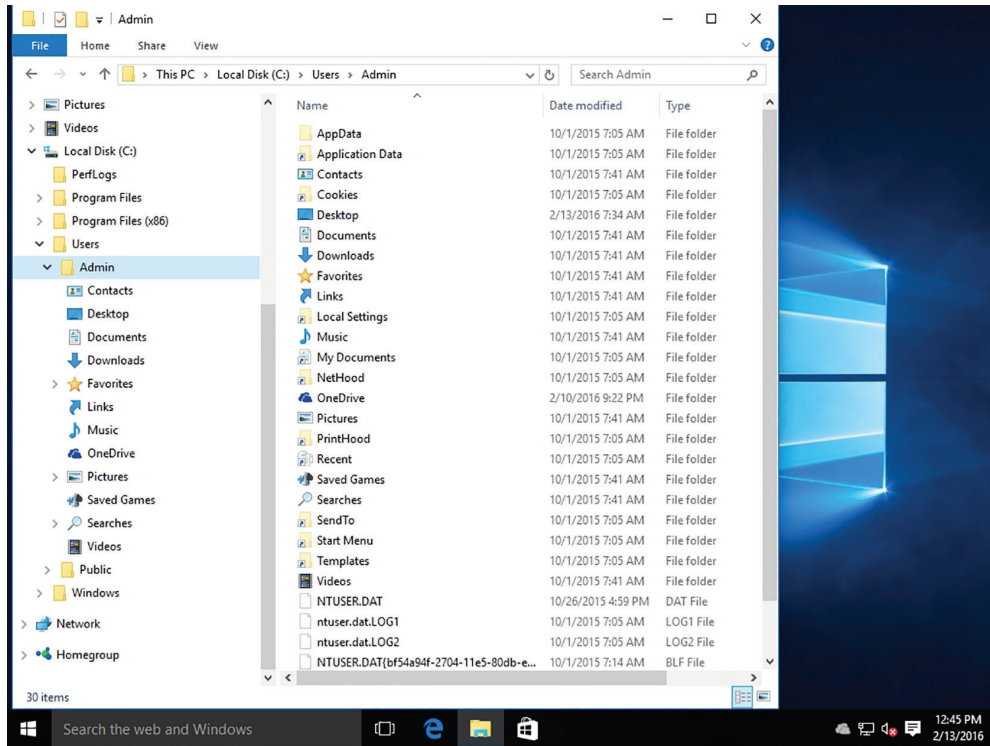 Admin
File Home Share View
This PC > Local Disk (C:) > Users > Admin Search Admin
Pictures
Videos
Local Disk (C:)
PerfLogs
Program Files
Program Files (x86)
Users
Admin
Contacts
Desktop
Documents
Downloads
Favorites
Links
Music
OneDrive
Pictures
Saved Games
Searches
Videos
Public
Windows
Network
Homegroup
Name Date modified Type
AppData 10/1/2015 7:05 AM File folder
Application Data 10/1/2015 7:05 AM File folder
Contacts 10/1/2015 7:41 AM File folder
Cookies 10/1/2015 7:05 AM File folder
Desktop 2/13/2016 7:34 AM File folder
Documents 10/1/2015 7:41 AM File folder
Downloads 10/1/2015 7:41 AM File folder
Favorites 10/1/2015 7:41 AM File folder
Links 10/1/2015 7:41 AM File folder
Local Settings 10/1/2015 7:05 AM File folder
Music 10/1/2015 7:41 AM File folder
My Documents 10/1/2015 7:05 AM File folder
NetHood 10/1/2015 7:05 AM File folder
OneDrive 2/10/2016 9:22 PM File folder
Pictures 10/1/2015 7:41 AM File folder
PrintHood 10/1/2015 7:05 AM File folder
Recent 10/1/2015 7:05 AM File folder
Saved Games 10/1/2015 7:41 AM File folder
Searches 10/1/2015 7:41 AM File folder
SendTo 10/1/2015 7:05 AM File folder
Start Menu 10/1/2015 7:05 AM File folder
Templates 10/1/2015 7:05 AM File folder
Videos 10/1/2015 7:41 AM File folder
NTUSER.DAT 10/26/2015 4:59 PM DAT File
ntuser.dat.LOG1 10/1/2015 7:05 AM LOG1 File
ntuser.dat.LOG2 10/1/2015 7:05 AM LOG2 File
NTUSER.DAT{bf54a94f-2704-11e5-80db-e... 10/1/2015 7:14 AM BLF File
30 items
Search the web and Windows
12:45 PM
2/13/2016